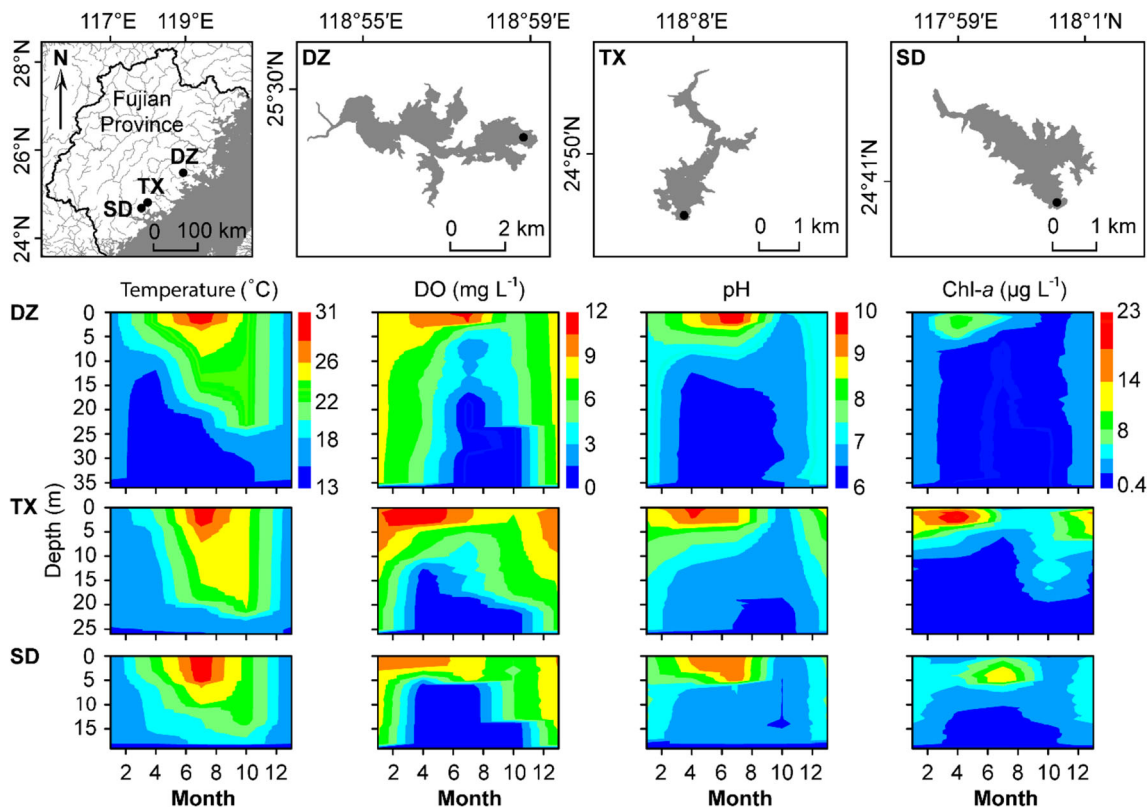 117°E 119°E 118°55'E 118°59'E 118°8'E 117°59'E 118°1'E
28°N
26°N
24°N
N
Fujian
Province
DZ
TX
SD
0 100 km
25°30'N
DZ
0 2 km
24°50'N
TX
0 1 km
24°41'N
SD
0 1 km
Temperature (°C) DO (mg L-1) pH Chl-a (µg L-1)
DZ
0
5
10
15
20
25
30
35
31
26
22
18
13
12
9
6
3
0
10
9
8
7
6
23
14
8
4
0.4
TX
Depth (m)
0
5
10
15
20
25
SD
0
5
10
15
2 4 6 8 10 12 2 4 6 8 10 12 2 4 6 8 10 12 2 4 6 8 10 12
Month Month Month Month